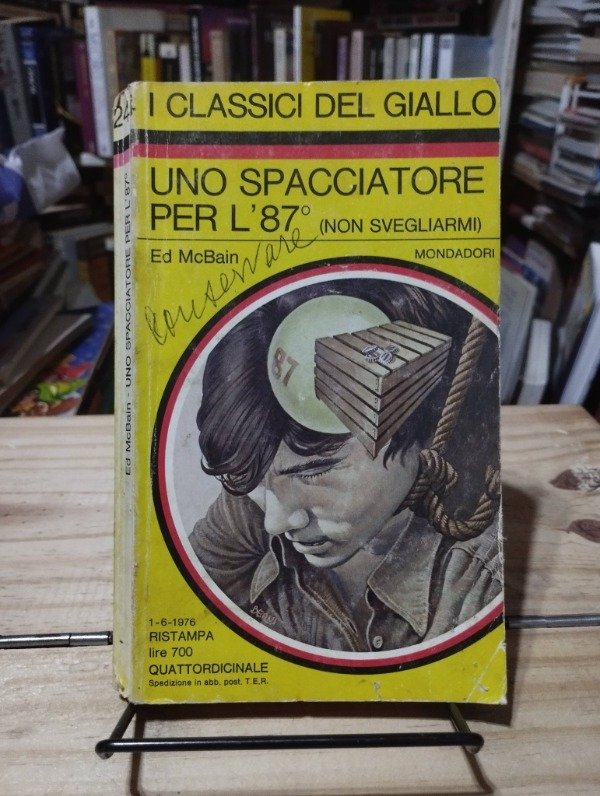 I CLASSICI DEL GIALLO
UNO SPACCIATORE
PER L'87° (NON SVEGLIARMI)
Ed McBain
MONDADORI
conservare
87
BERNI
1-6-1976
RISTAMPA
lire 700
QUATTORDICINALE
Spedizione in abb. post. T.E.R.
Ed McBain - UNO SPACCIATORE PER L'87°